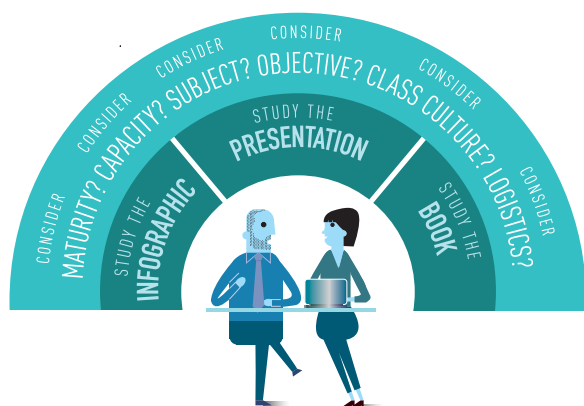 CONSIDER
MATURITY?
CONSIDER
CAPACITY?
CONSIDER
SUBJECT?
CONSIDER
OBJECTIVE?
CONSIDER
CLASS CULTURE?
CONSIDER
LOGISTICS?
STUDY THE
INFOGRAPHIC
STUDY THE
PRESENTATION
STUDY THE
BOOK